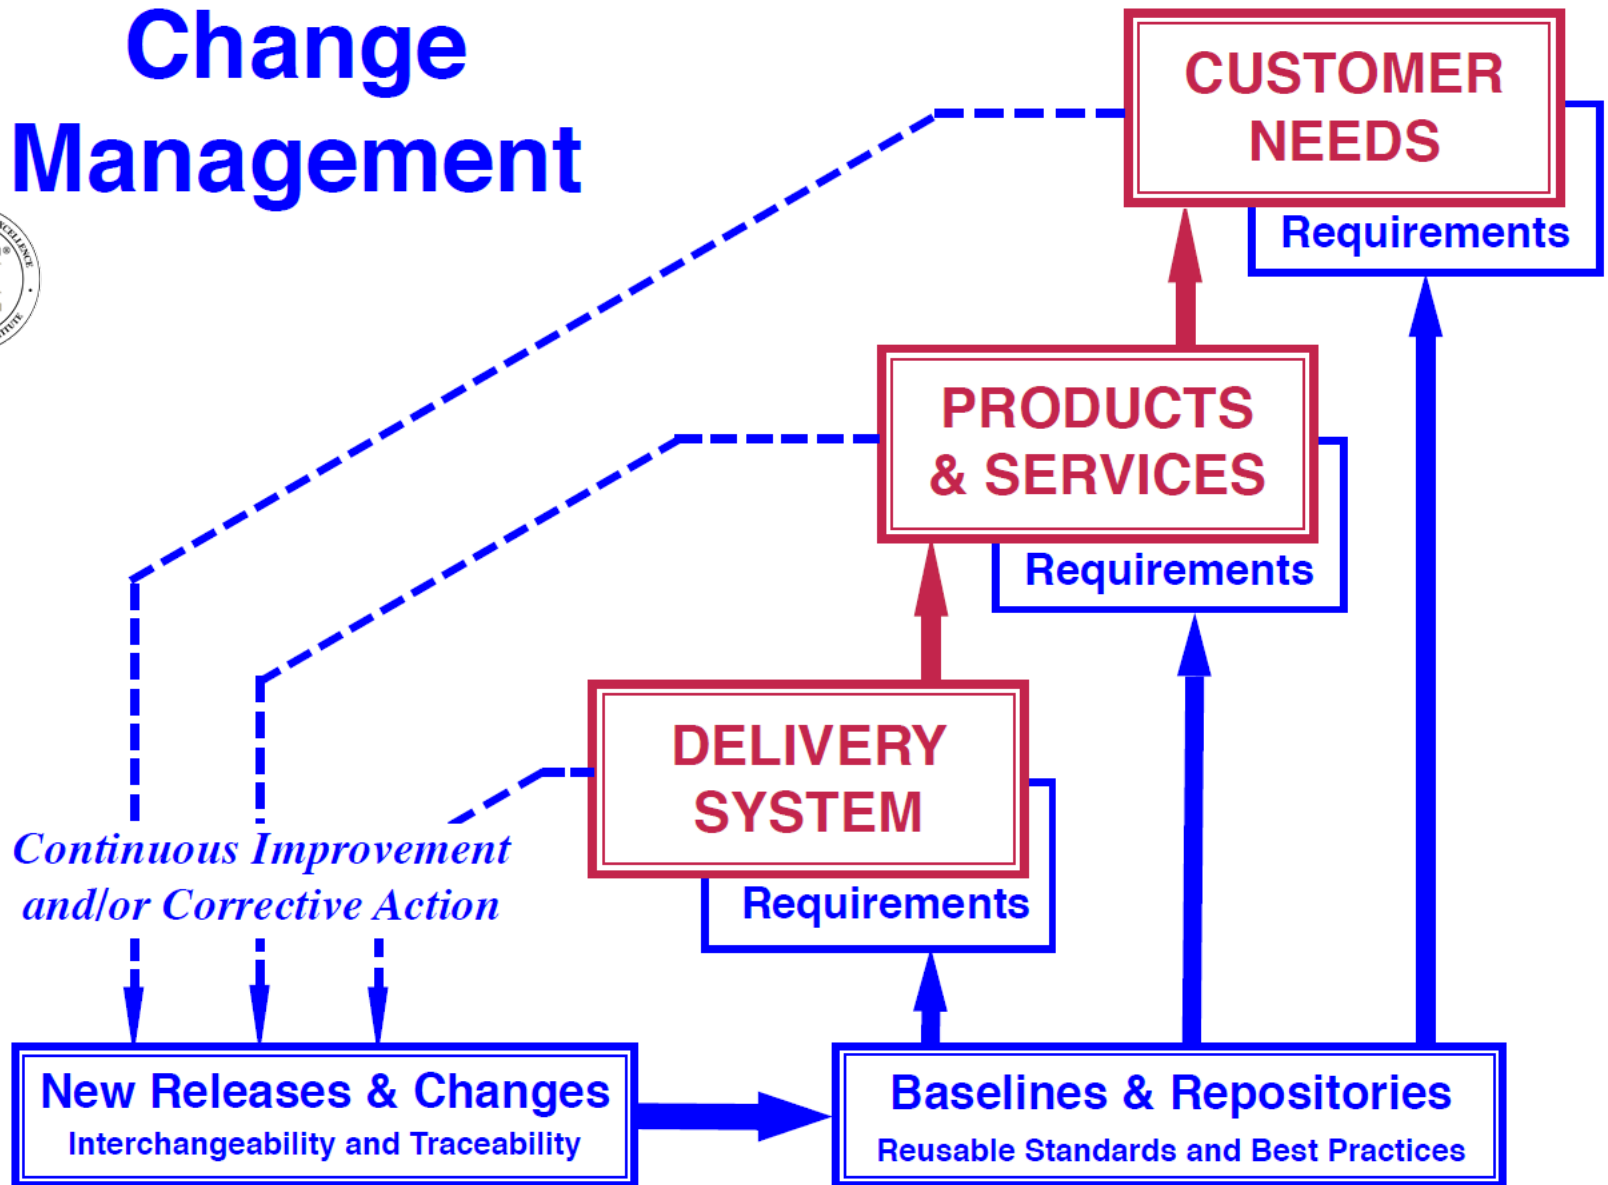 Change
Management
CUSTOMER
NEEDS
Requirements
EXCELLENCE
®
PRODUCTS
& SERVICES
Requirements
DELIVERY
SYSTEM
Requirements
Continuous Improvement
and/or Corrective Action
New Releases & Changes
Interchangeability and Traceability
Baselines & Repositories
Reusable Standards and Best Practices